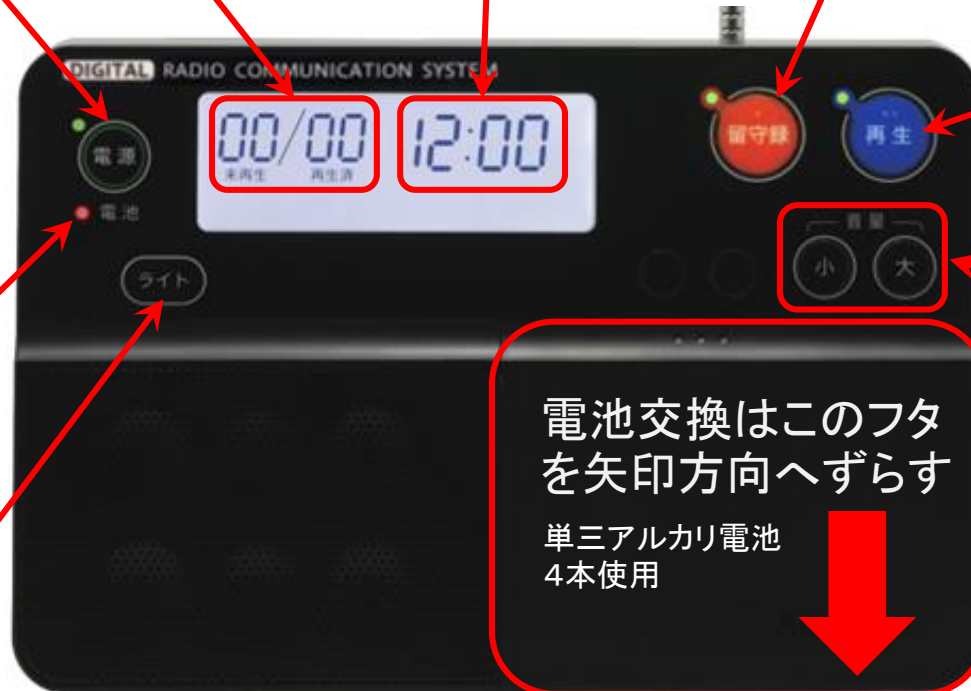 DIGITAL RADIO COMMUNICATION SYSTEM
00/00 12:00
未再生 再生済
電源
電池
ライト
留守録
再生
音量
小 大
電池交換はこのフタ
を矢印方向へずらす
単三アルカリ電池
4本使用